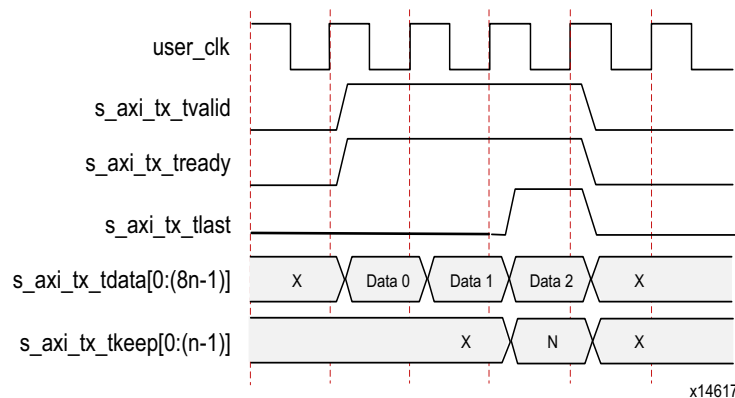 user_clk
s_axi_tx_tvalid
s_axi_tx_tready
s_axi_tx_tlast
s_axi_tx_tdata[0:(8n-1)] X Data 0 Data 1 Data 2 X
s_axi_tx_tkeep[0:(n-1)] X N X
x14617